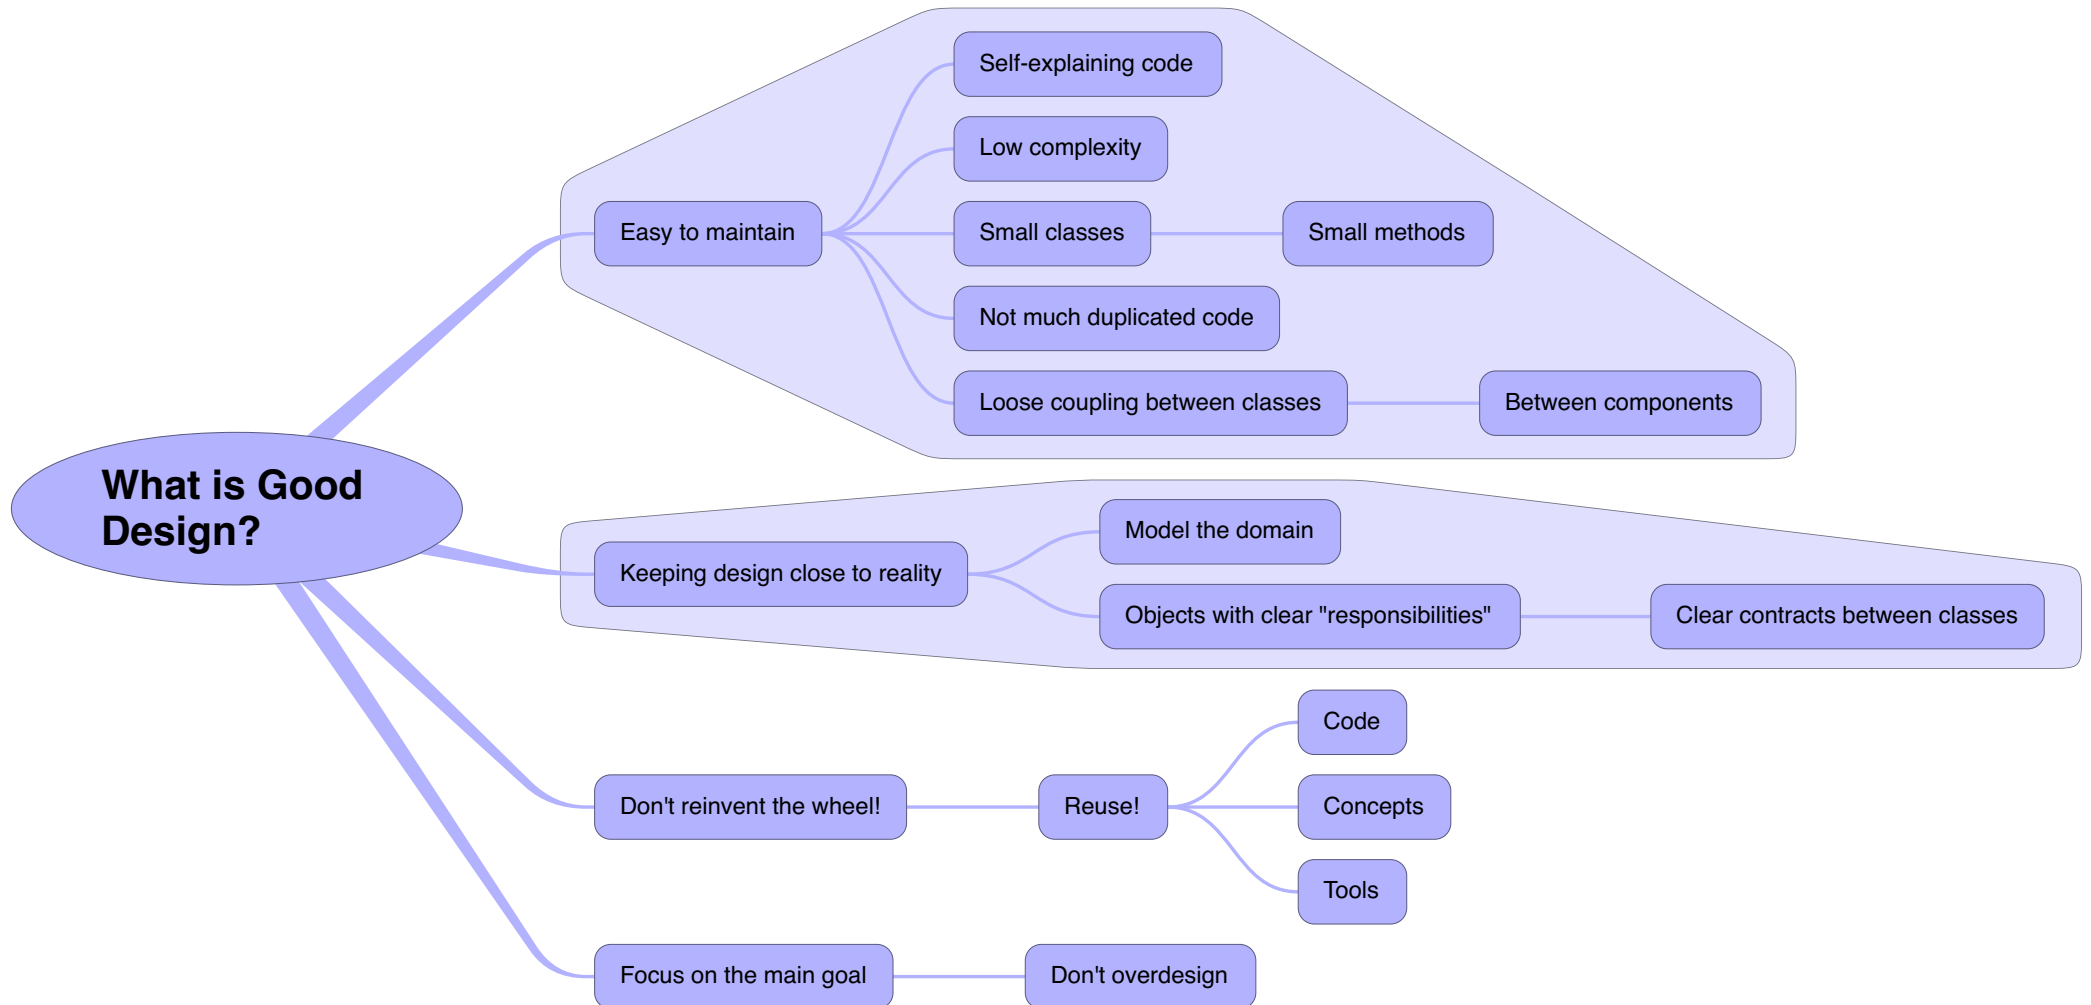 What is Good
Design?
Easy to maintain
Self-explaining code
Low complexity
Small classes
Small methods
Not much duplicated code
Loose coupling between classes
Between components
Keeping design close to reality
Model the domain
Objects with clear "responsibilities"
Clear contracts between classes
Don't reinvent the wheel!
Reuse!
Code
Concepts
Tools
Focus on the main goal
Don't overdesign